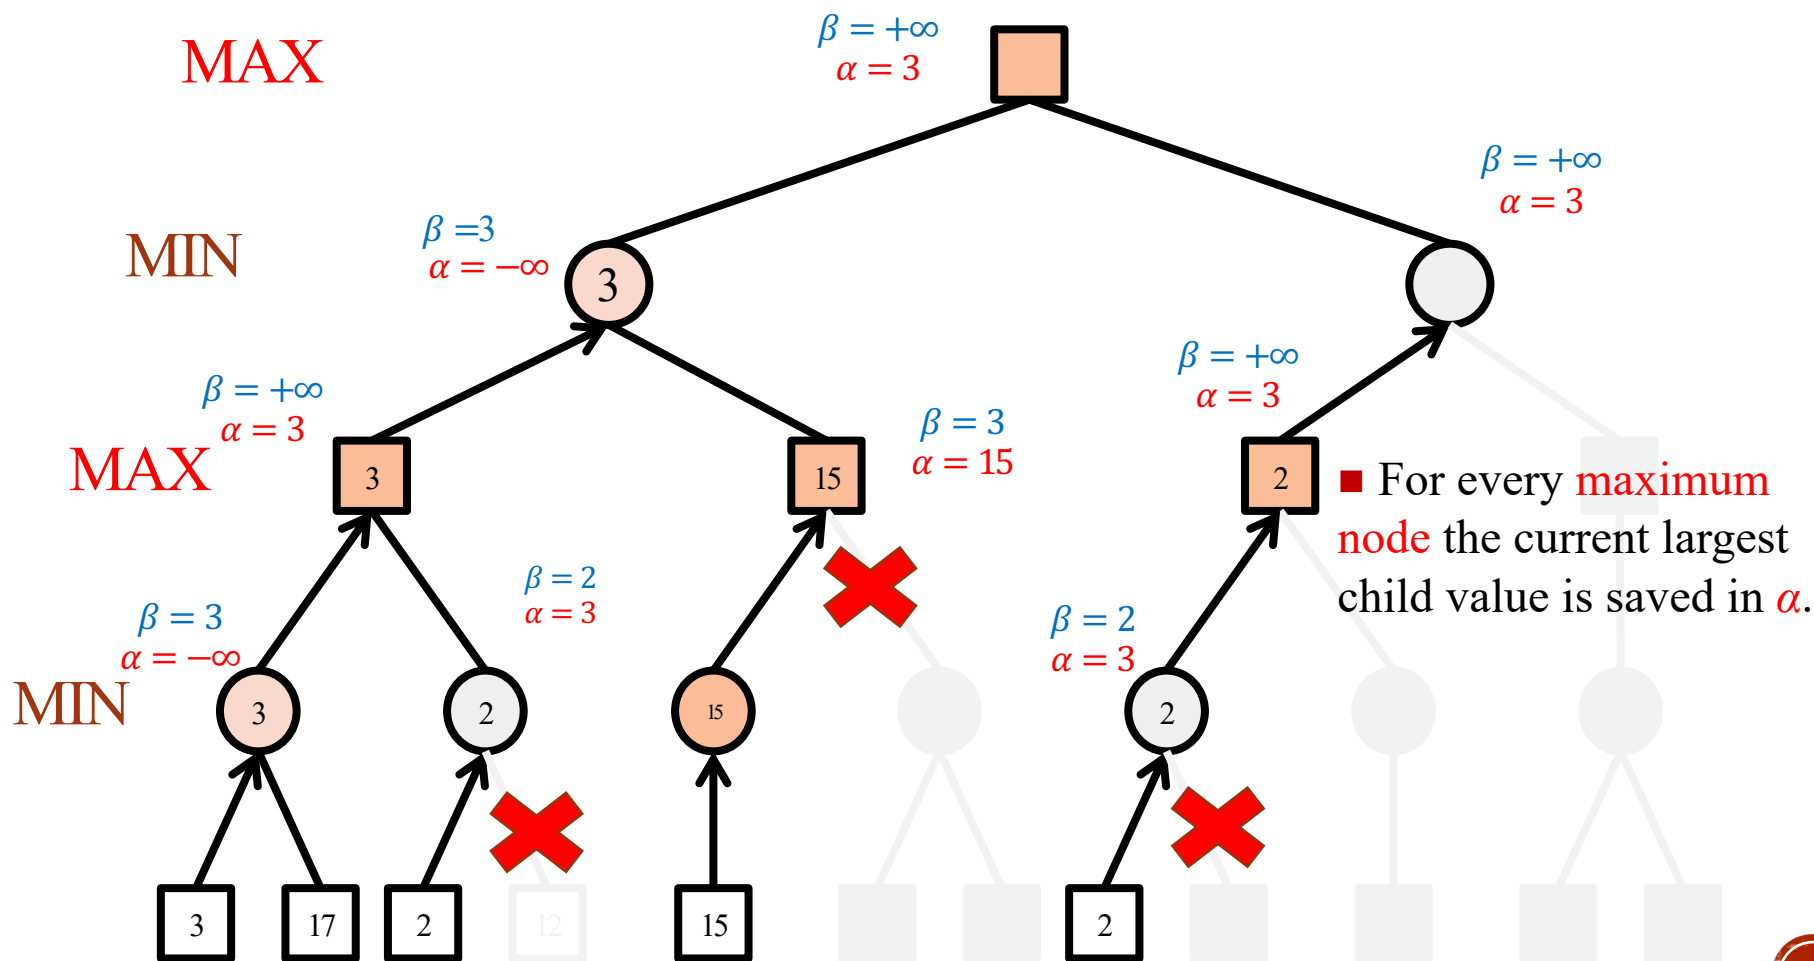 β = +∞
α = 3
MAX
β = +∞
α = 3
β =3
α = −∞
MIN
3
β = +∞
α = 3
β = +∞
α = 3
β = 3
α = 15
MAX
3
15
2
■ For every maximum
node the current largest
child value is saved in α.
β = 2
α = 3
β = 3
α = −∞
β = 2
α = 3
MIN
3
2
15
2
3
17
2
12
15
2